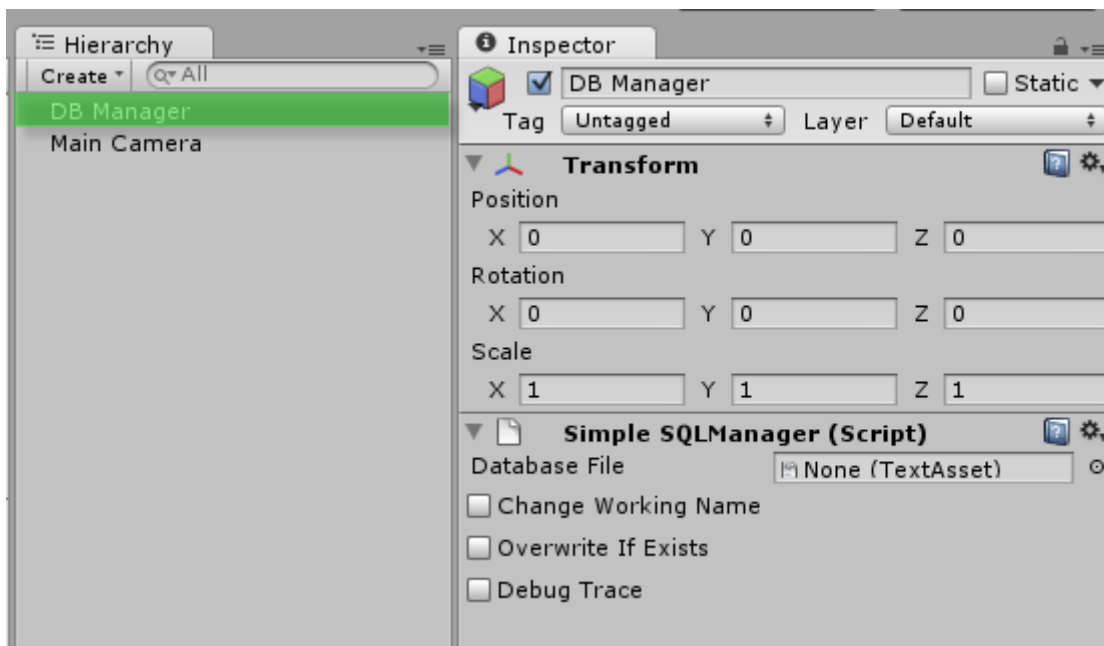 Hierarchy
Create
All
DB Manager
Main Camera
Inspector
DB Manager
Static
Tag Untagged Layer Default
Transform
Position
X 0 Y 0 Z 0
Rotation
X 0 Y 0 Z 0
Scale
X 1 Y 1 Z 1
Simple SQLManager (Script)
Database File None (TextAsset)
Change Working Name
Overwrite If Exists
Debug Trace